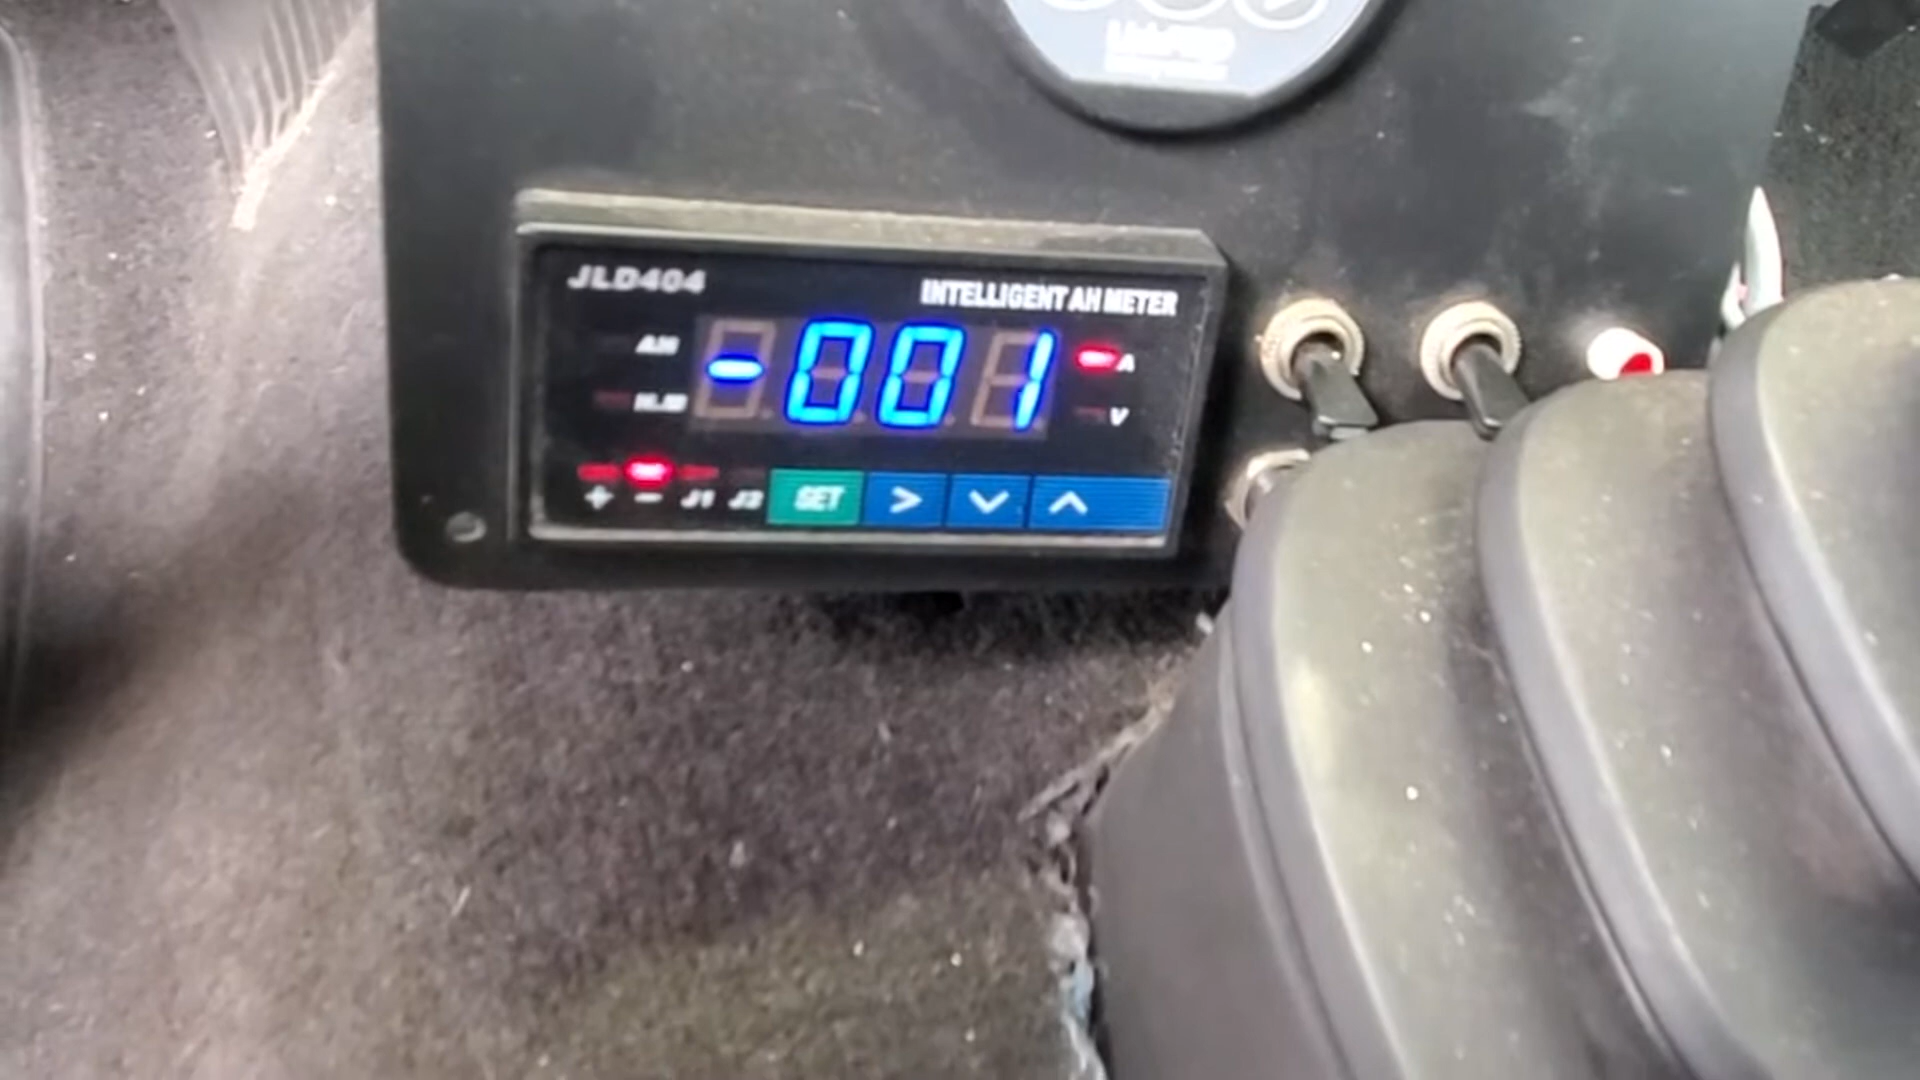 JLD404
INTELLIGENT AH METER
AH
-001
A
V
+ - J1 J2 SET > ∨ ∧